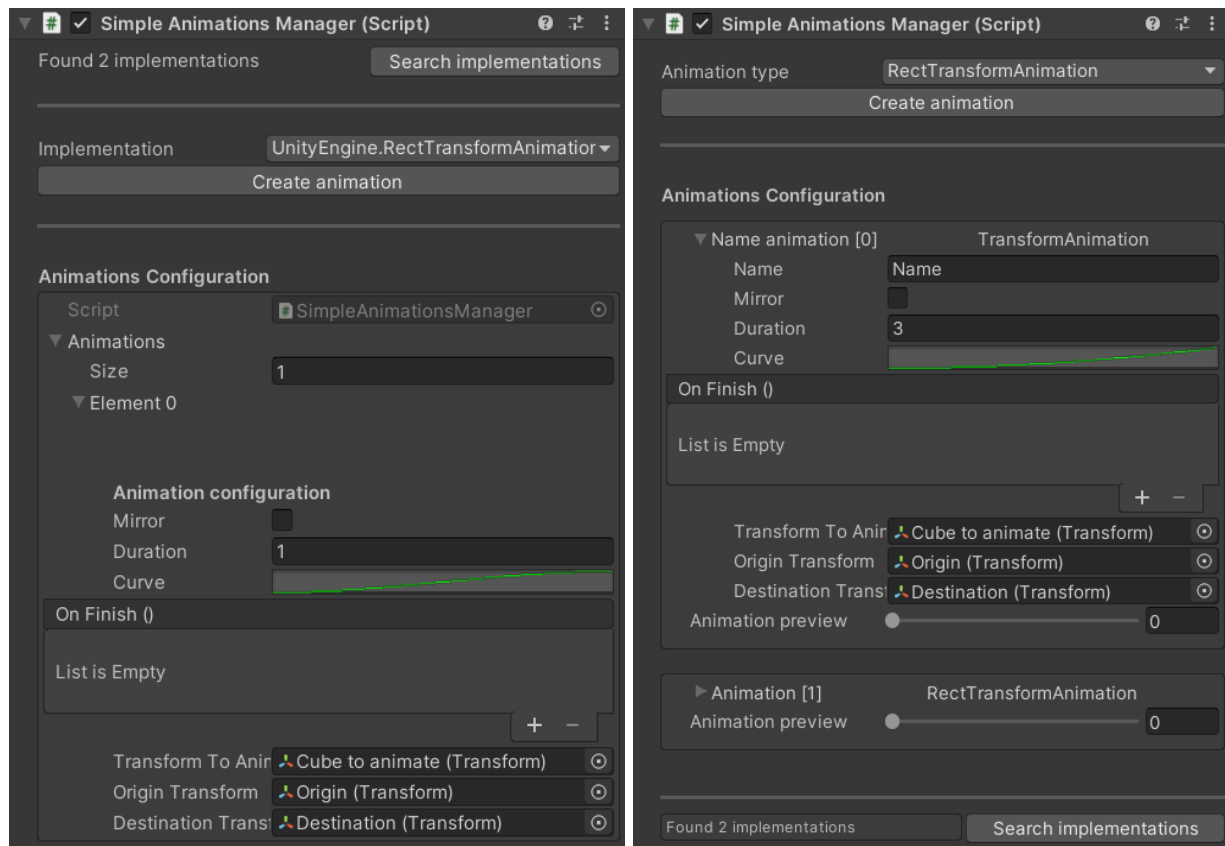 Simple Animations Manager (Script)
Found 2 implementations
Search implementations
Implementation
UnityEngine.RectTransformAnimation
Create animation
Animations Configuration
Script
SimpleAnimationsManager
Animations
Size
1
Element 0
Animation configuration
Mirror
Duration
1
Curve
On Finish ()
List is Empty
+ −
Transform To Anim
Cube to animate (Transform)
Origin Transform
Origin (Transform)
Destination Trans
Destination (Transform)
Simple Animations Manager (Script)
Animation type
RectTransformAnimation
Create animation
Animations Configuration
Name animation [0]
TransformAnimation
Name
Name
Mirror
Duration
3
Curve
On Finish ()
List is Empty
+ −
Transform To Anim
Cube to animate (Transform)
Origin Transform
Origin (Transform)
Destination Trans
Destination (Transform)
Animation preview
0
Animation [1]
RectTransformAnimation
Animation preview
0
Found 2 implementations
Search implementations